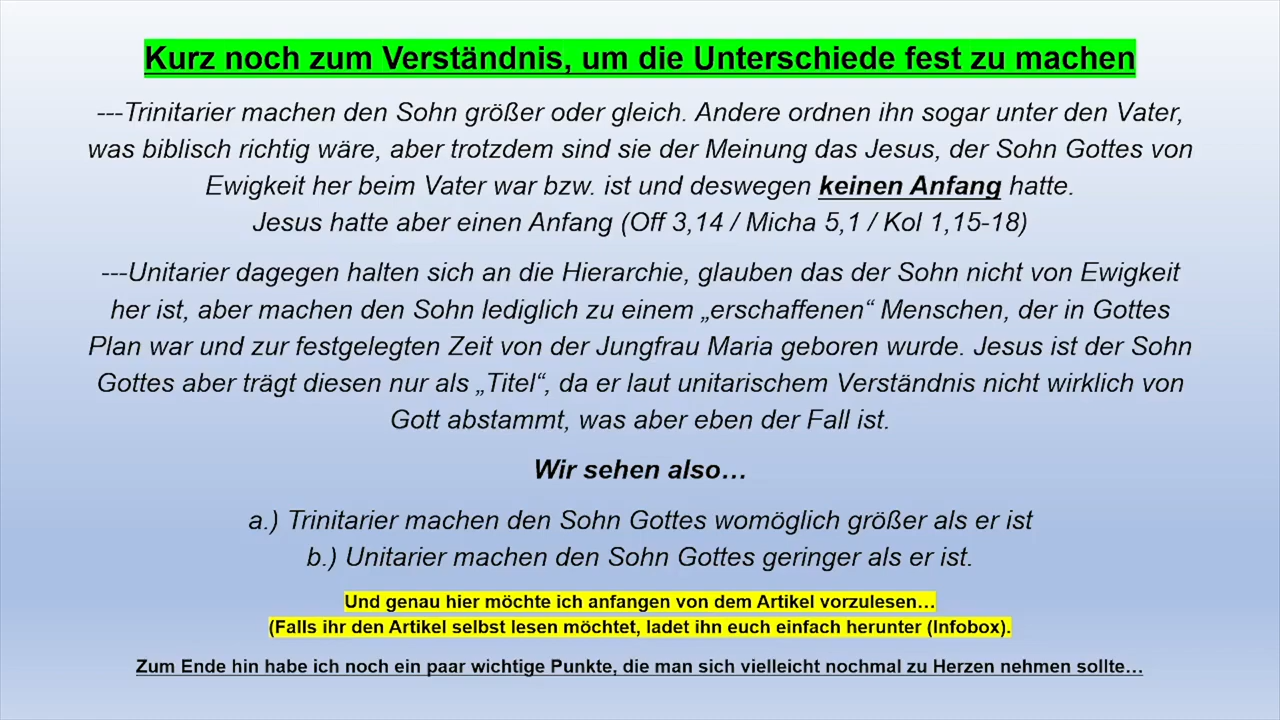 Kurz noch zum Verständnis, um die Unterschiede fest zu machen
---Trinitarier machen den Sohn größer oder gleich. Andere ordnen ihn sogar unter den Vater,
was biblisch richtig wäre, aber trotzdem sind sie der Meinung das Jesus, der Sohn Gottes von
Ewigkeit her beim Vater war bzw. ist und deswegen keinen Anfang hatte.
Jesus hatte aber einen Anfang (Off 3,14 / Micha 5,1 / Kol 1,15-18)
---Unitarier dagegen halten sich an die Hierarchie, glauben das der Sohn nicht von Ewigkeit
her ist, aber machen den Sohn lediglich zu einem „erschaffenen“ Menschen, der in Gottes
Plan war und zur festgelegten Zeit von der Jungfrau Maria geboren wurde. Jesus ist der Sohn
Gottes aber trägt diesen nur als „Titel“, da er laut unitarischem Verständnis nicht wirklich von
Gott abstammt, was aber eben der Fall ist.
Wir sehen also…
a.) Trinitarier machen den Sohn Gottes womöglich größer als er ist
b.) Unitarier machen den Sohn Gottes geringer als er ist.
Und genau hier möchte ich anfangen von dem Artikel vorzulesen…
(Falls ihr den Artikel selbst lesen möchtet, ladet ihn euch einfach herunter (Infobox).
Zum Ende hin habe ich noch ein paar wichtige Punkte, die man sich vielleicht nochmal zu Herzen nehmen sollte…